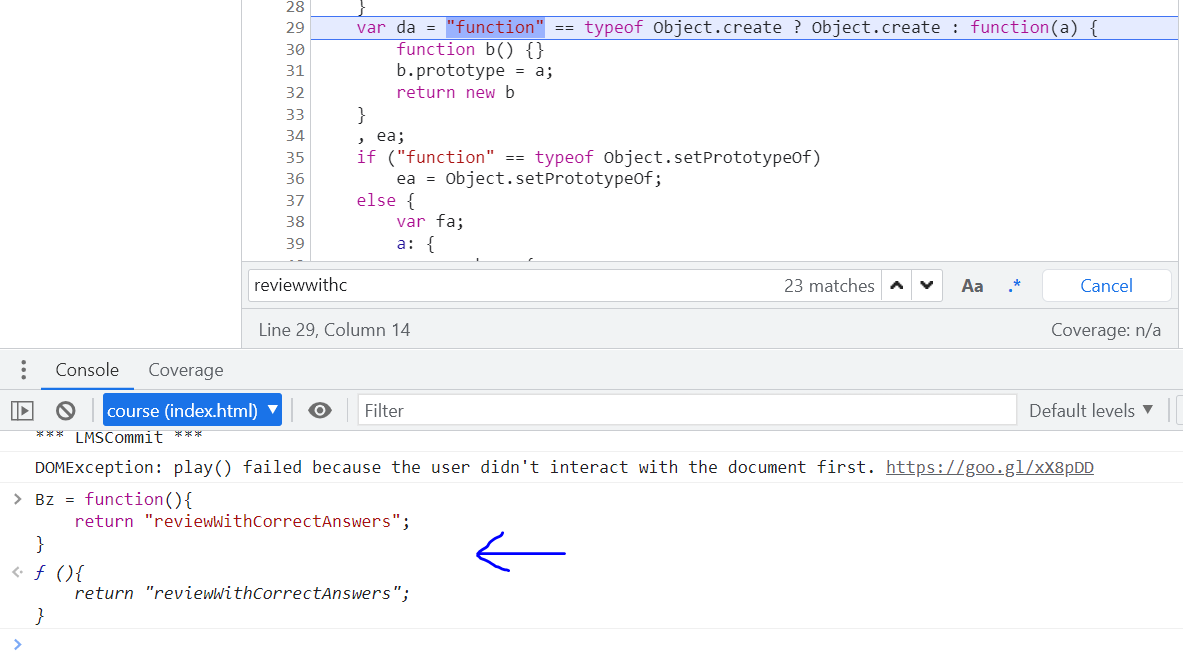 28 }
29 var da = "function" == typeof Object.create ? Object.create : function(a) {
30 function b() {}
31 b.prototype = a;
32 return new b
33 }
34 , ea;
35 if ("function" == typeof Object.setPrototypeOf)
36 ea = Object.setPrototypeOf;
37 else {
38 var fa;
39 a: {
reviewwithc 23 matches Aa .* Cancel
Line 29, Column 14 Coverage: n/a
Console Coverage
course (index.html) ▼ Filter Default levels ▼
*** LMSCommit ***
DOMException: play() failed because the user didn't interact with the document first. https://goo.gl/xX8pDD
> Bz = function(){
return "reviewWithCorrectAnswers";
}
ƒ (){
return "reviewWithCorrectAnswers";
}
>